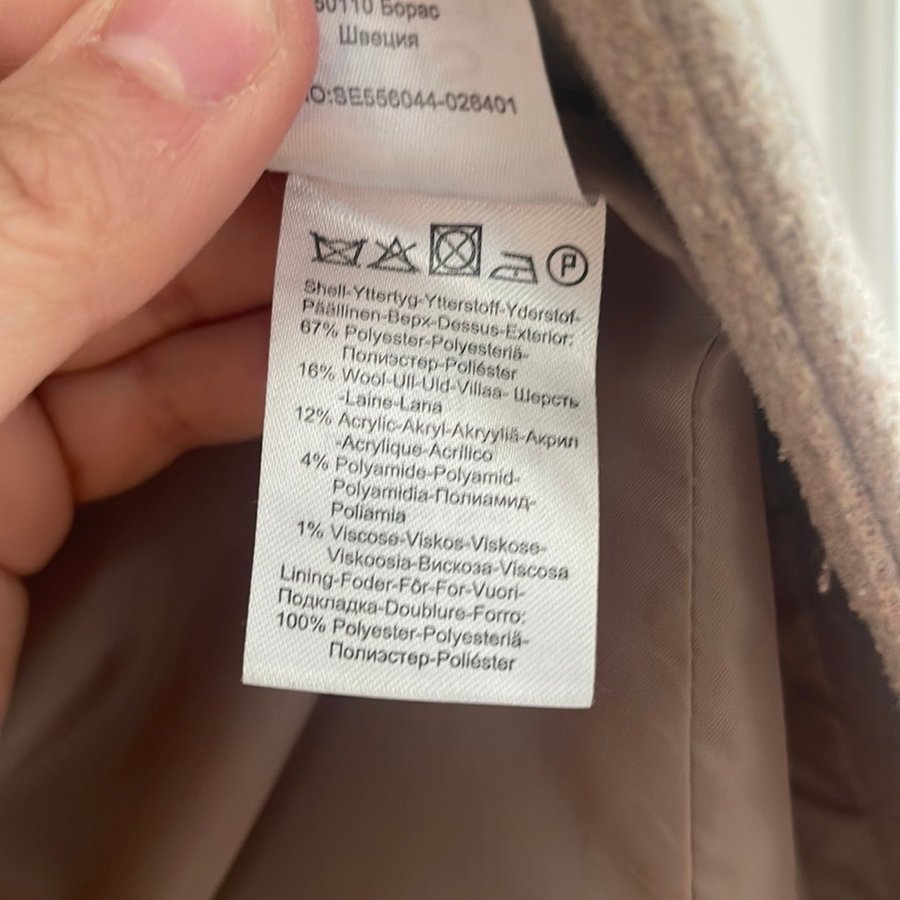 50110 Борас
Швеция
O:SE556044-026401
P
Shell-Yttertyg-Ytterstoff-Yderstof-
Päällinen-Верх-Dessus-Exterior:
67% Polyester-Polyesteriä-
Полиэстер-Poliéster
16% Wool-Ull-Uld-Villaa- Шерсть
-Laine-Lana
12% Acrylic-Akryl-Akryyliä-Акрил
-Acrylique-Acrílico
4% Polyamide-Polyamid-
Polyamidia-Полиамид-
Poliamia
1% Viscose-Viskos-Viskose-
Viskoosia-Вискоза-Viscosa
Lining-Foder-Fôr-For-Vuori-
Подкладка-Doublure-Forro:
100% Polyester-Polyesteriä-
Полиэстер-Poliéster